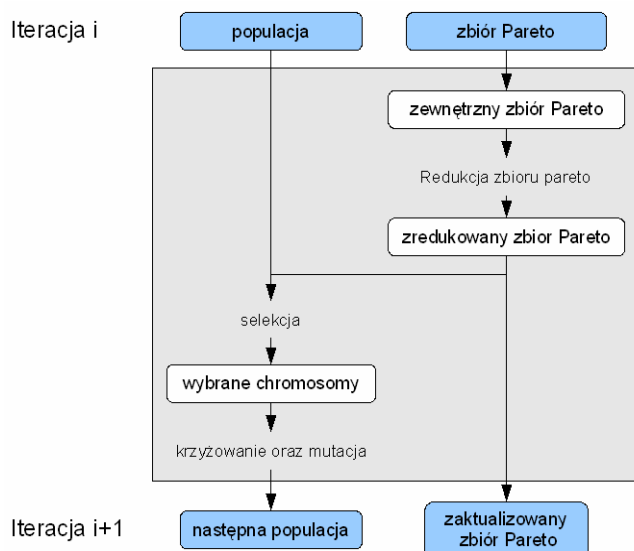 Iteracja i
populacja
zbiór Pareto
zewnętrzny zbiór Pareto
Redukcja zbioru pareto
zredukowany zbior Pareto
selekcja
wybrane chromosomy
krzyżowanie oraz mutacja
Iteracja i+1
następna populacja
zaktualizowany
zbiór Pareto